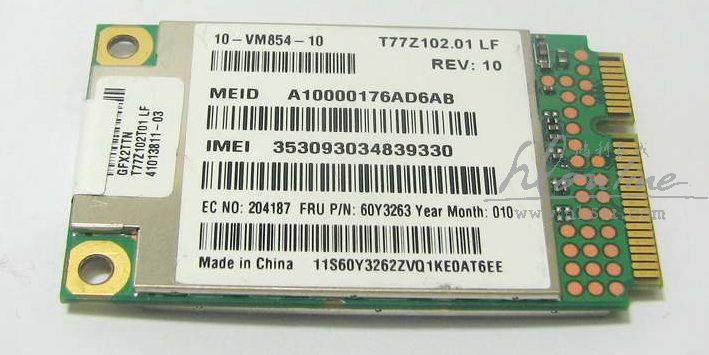 10-VM854-10 T77Z102.01 LF
REV: 10
MEID A10000176AD6AB
IMEI 353093034839330
EC NO: 204187 FRU P/N: 60Y3263 Year Month: 010
Made in China 11S60Y3262ZVQ1KE0AT6EE
GFX2TTN
T77Z102T01 LF
41013811-03